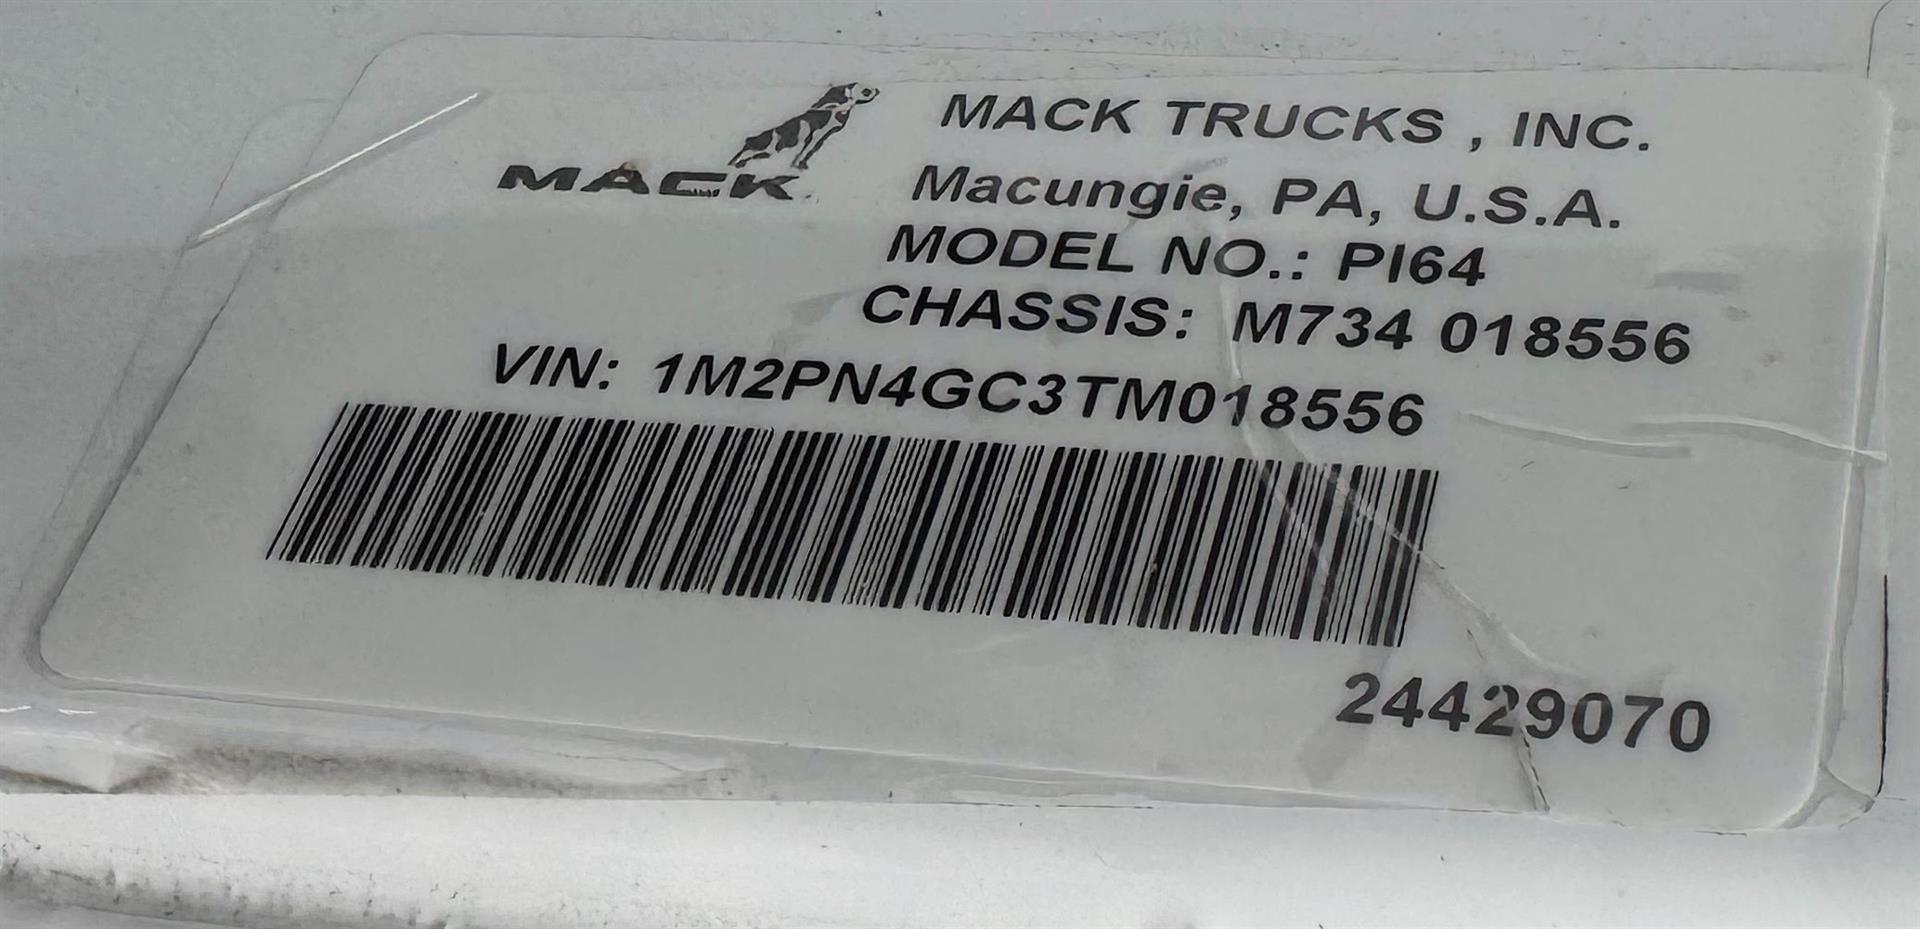 MACK
MACK TRUCKS , INC.
Macungie, PA, U.S.A.
MODEL NO.: PI64
CHASSIS: M734 018556
VIN: 1M2PN4GC3TM018556
24429070